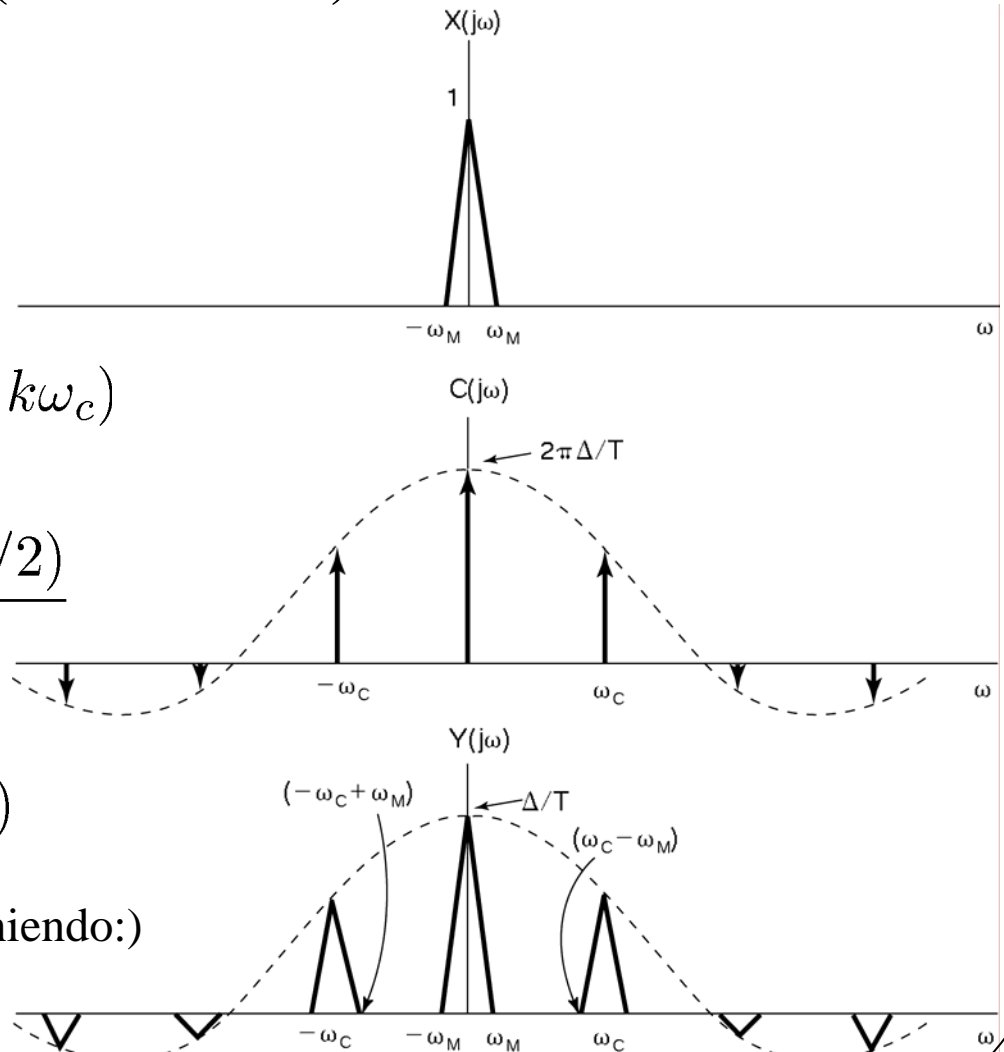 X(jω)
1
−ω_M ω_M ω
kω_c)
C(jω)
2πΔ/T
/2)
−ω_C ω_C ω
Y(jω)
(−ω_C+ω_M) Δ/T
)
(ω_C−ω_M)
niendo:)
−ω_C −ω_M ω_M ω_C ω